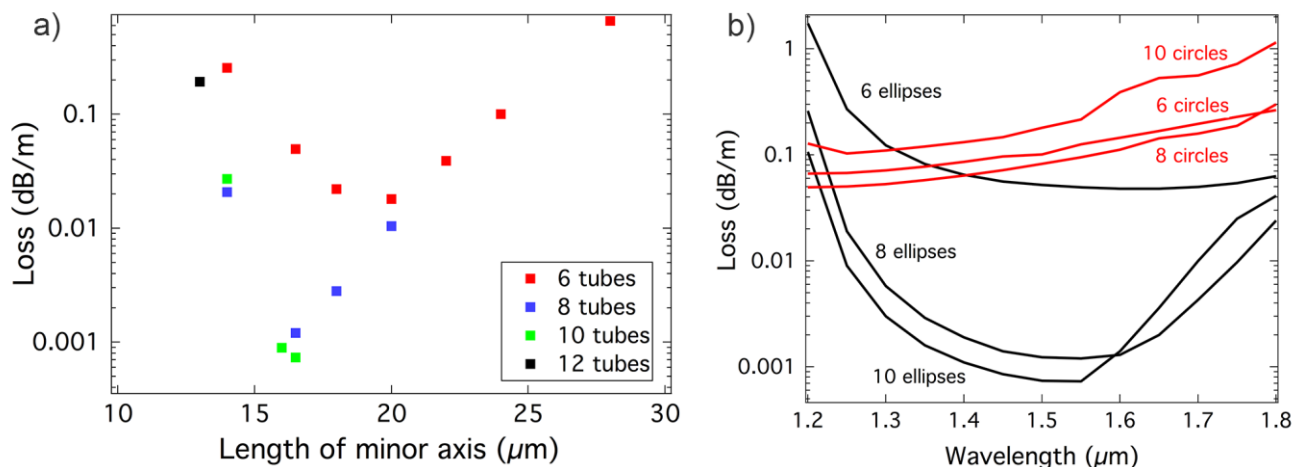 a)
Loss (dB/m)
0.1
0.01
0.001
10
15
20
25
30
Length of minor axis (μm)
6 tubes
8 tubes
10 tubes
12 tubes
b)
Loss (dB/m)
1
0.1
0.01
0.001
1.2
1.3
1.4
1.5
1.6
1.7
1.8
Wavelength (μm)
10 circles
6 ellipses
6 circles
8 circles
8 ellipses
10 ellipses